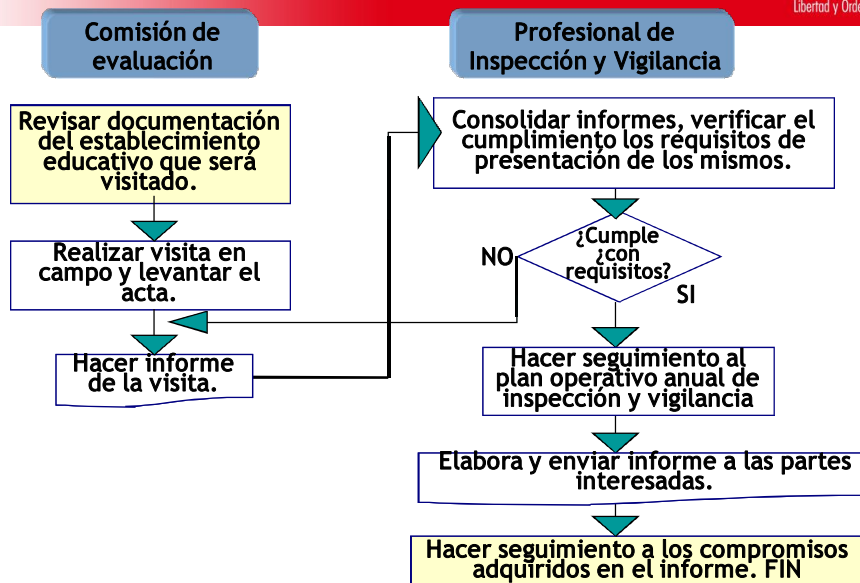 Libertad y Orde
Comisión de
evaluación
Profesional de
Inspección y Vigilancia
Revisar documentación
del establecimiento
educativo que será
visitado.
Realizar visita en
campo y levantar el
acta.
Hacer informe
de la visita.
Consolidar informes, verificar el
cumplimiento los requisitos de
presentación de los mismos.
¿Cumple
¿con
requisitos?
NO
SI
Hacer seguimiento al
plan operativo anual de
inspección y vigilancia
Elabora y enviar informe a las partes
interesadas.
Hacer seguimiento a los compromisos
adquiridos en el informe. FIN